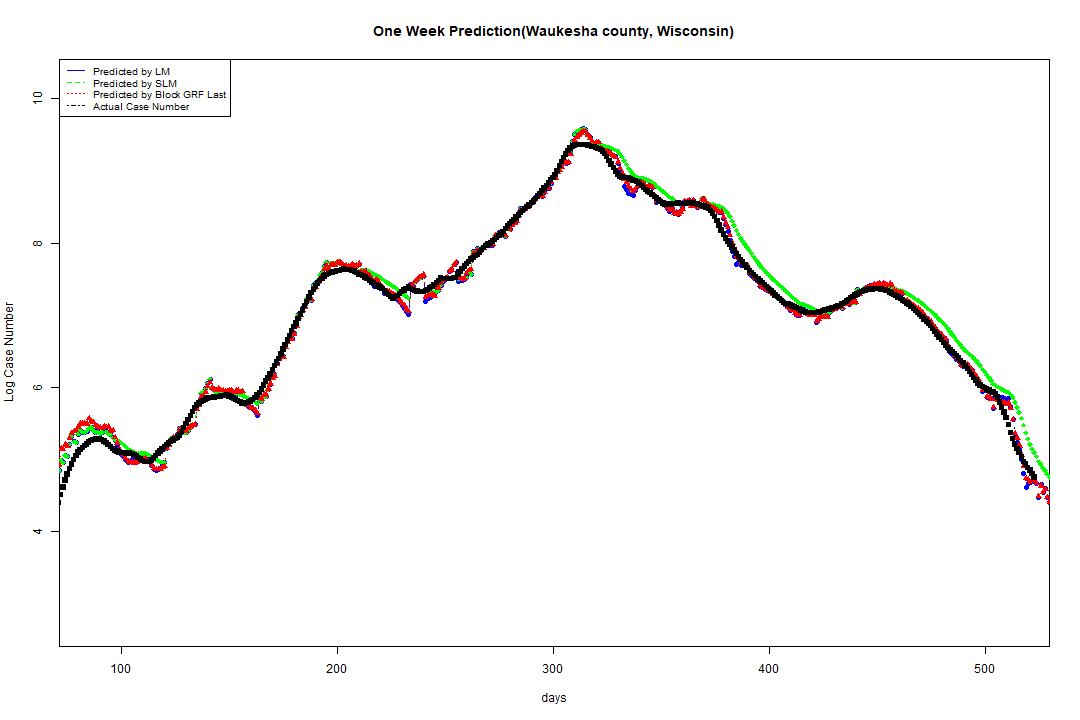 One Week Prediction(Waukesha county, Wisconsin)
Predicted by LM
Predicted by SLM
Predicted by Block GRF Last
Actual Case Number
10
8
6
4
Log Case Number
100 200 300 400 500
days